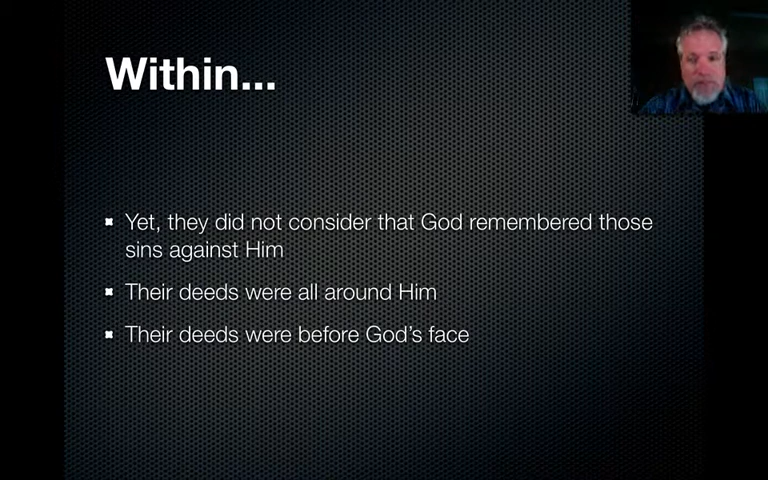 Within...
Yet, they did not consider that God remembered those
sins against Him
Their deeds were all around Him
Their deeds were before God's face